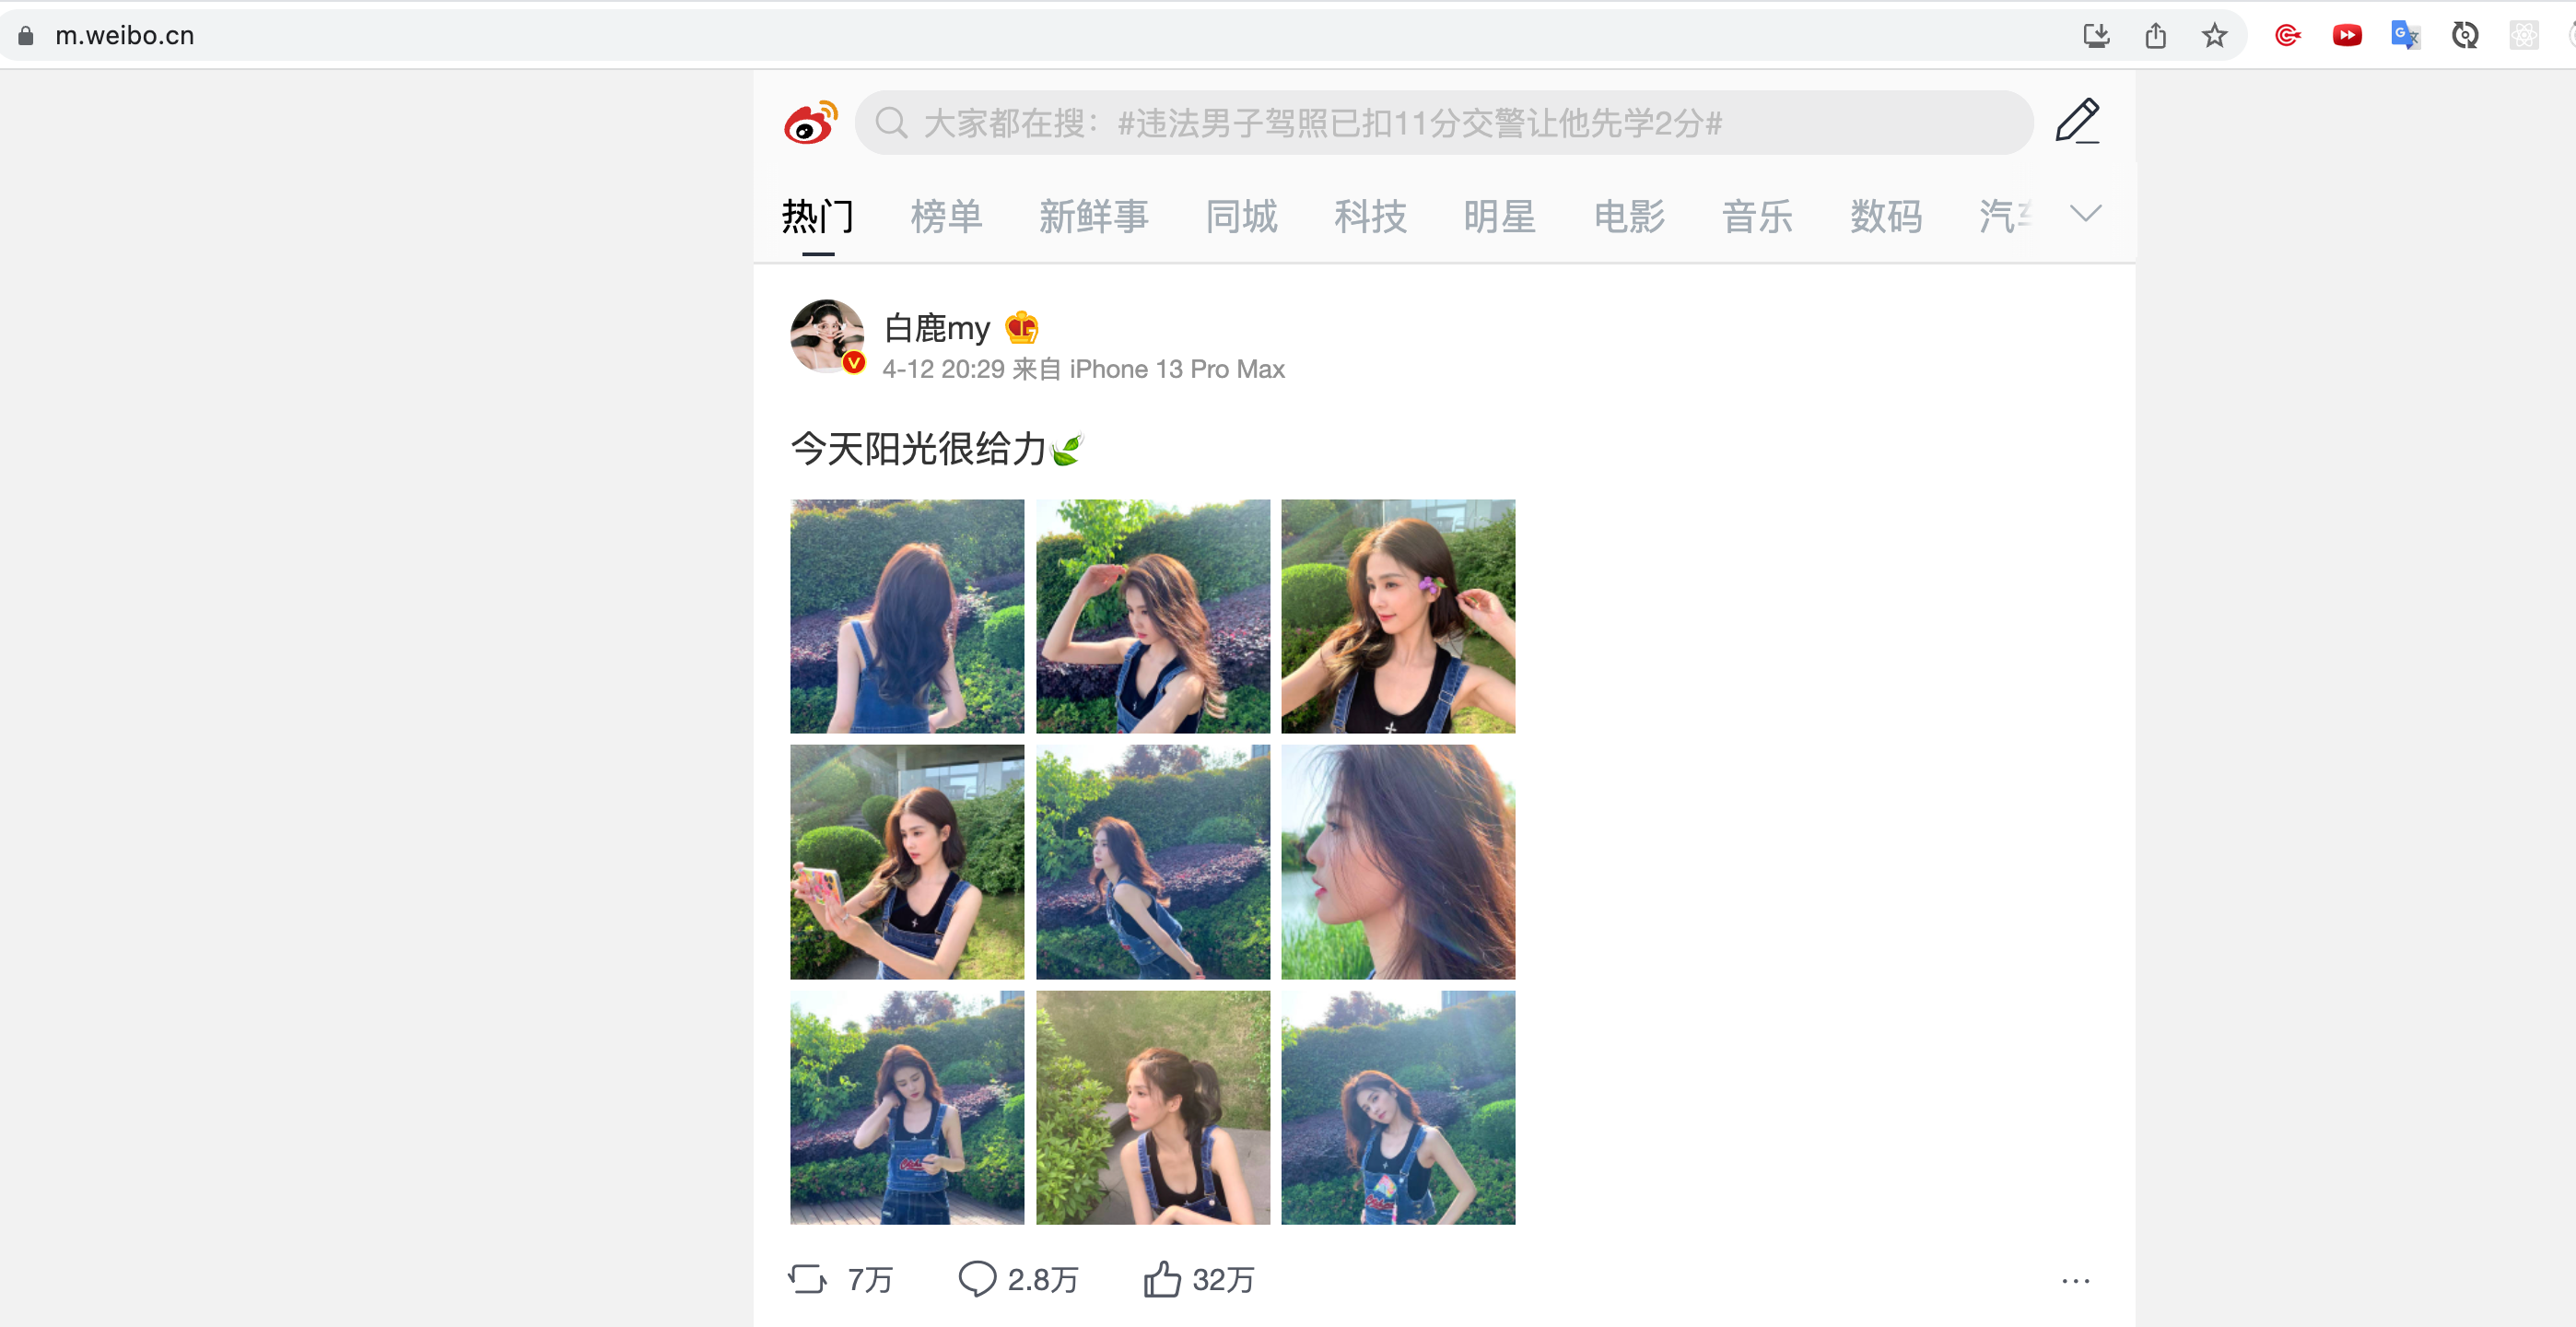 m.weibo.cn
大家都在搜：#违法男子驾照已扣11分交警让他先学2分#
热门 榜单 新鲜事 同城 科技 明星 电影 音乐 数码 汽车
白鹿my
4-12 20:29 来自 iPhone 13 Pro Max
今天阳光很给力
7万 2.8万 32万